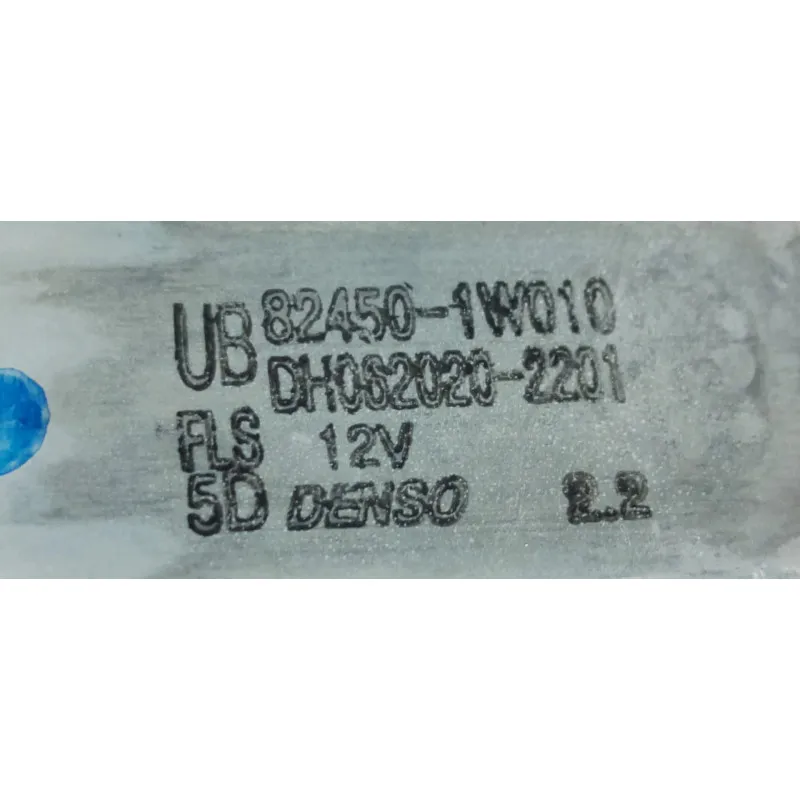 UB 82450-1W010
DH062020-2201
FLS 12V
5D DENSO 2.2